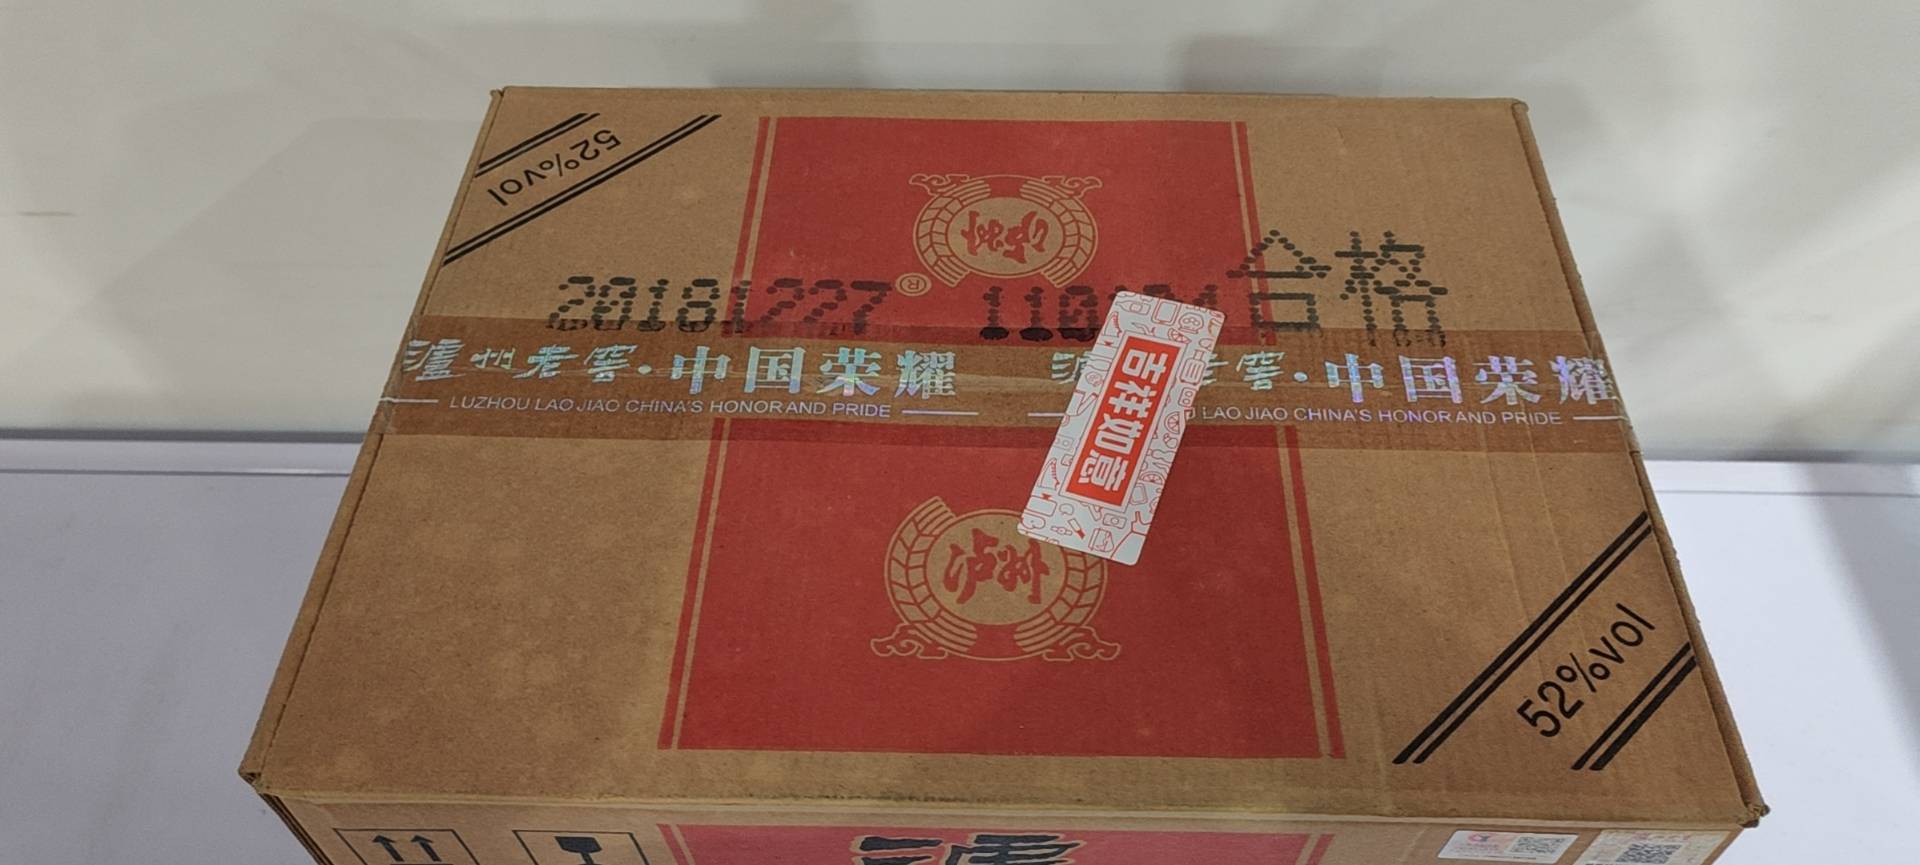 52%vol
®
20181227
合格
泸州老窖·中国荣耀
LUZHOU LAO JIAO CHINA'S HONOR AND PRIDE
老窖·中国荣耀
LAO JIAO CHINA'S HONOR AND PRIDE
吉祥如意
52%vol